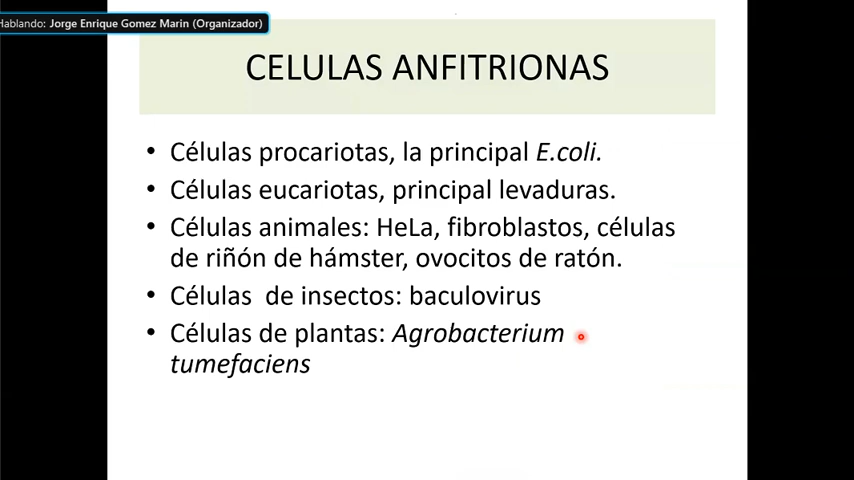 Hablando: Jorge Enrique Gomez Marin (Organizador)
CELULAS ANFITRIONAS
• Células procariotas, la principal E.coli.
• Células eucariotas, principal levaduras.
• Células animales: HeLa, fibroblastos, células
de riñón de hámster, ovocitos de ratón.
• Células de insectos: baculovirus
• Células de plantas: Agrobacterium
tumefaciens